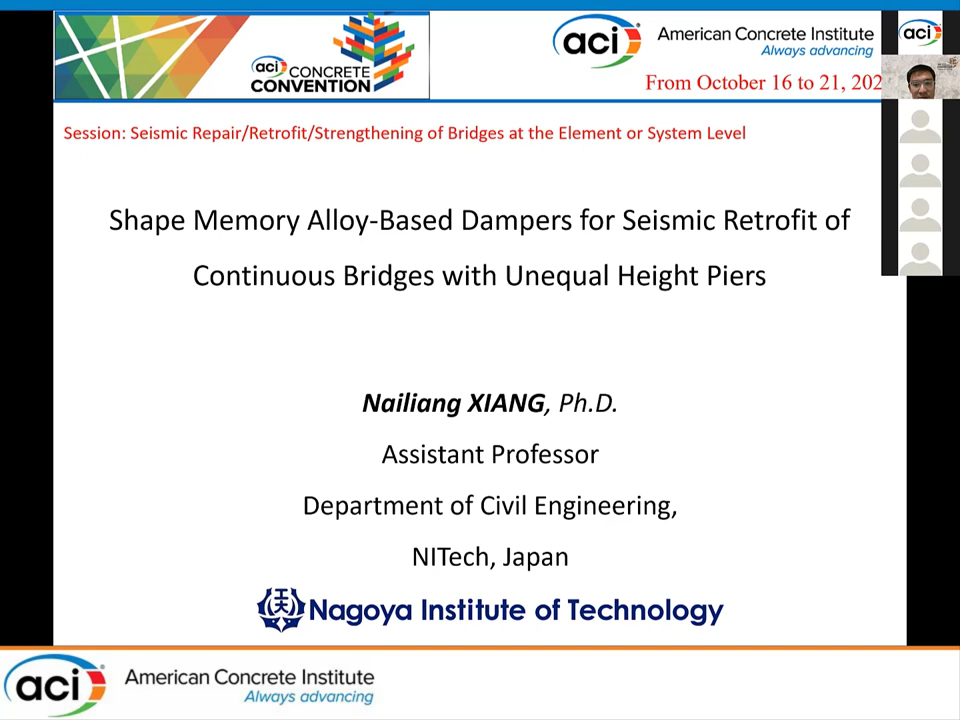 aci CONCRETE
CONVENTION
aci American Concrete Institute
Always advancing
From October 16 to 21, 202
aci
Session: Seismic Repair/Retrofit/Strengthening of Bridges at the Element or System Level
Shape Memory Alloy-Based Dampers for Seismic Retrofit of
Continuous Bridges with Unequal Height Piers
Nailiang XIANG, Ph.D.
Assistant Professor
Department of Civil Engineering,
NITech, Japan
Nagoya Institute of Technology
aci American Concrete Institute
Always advancing